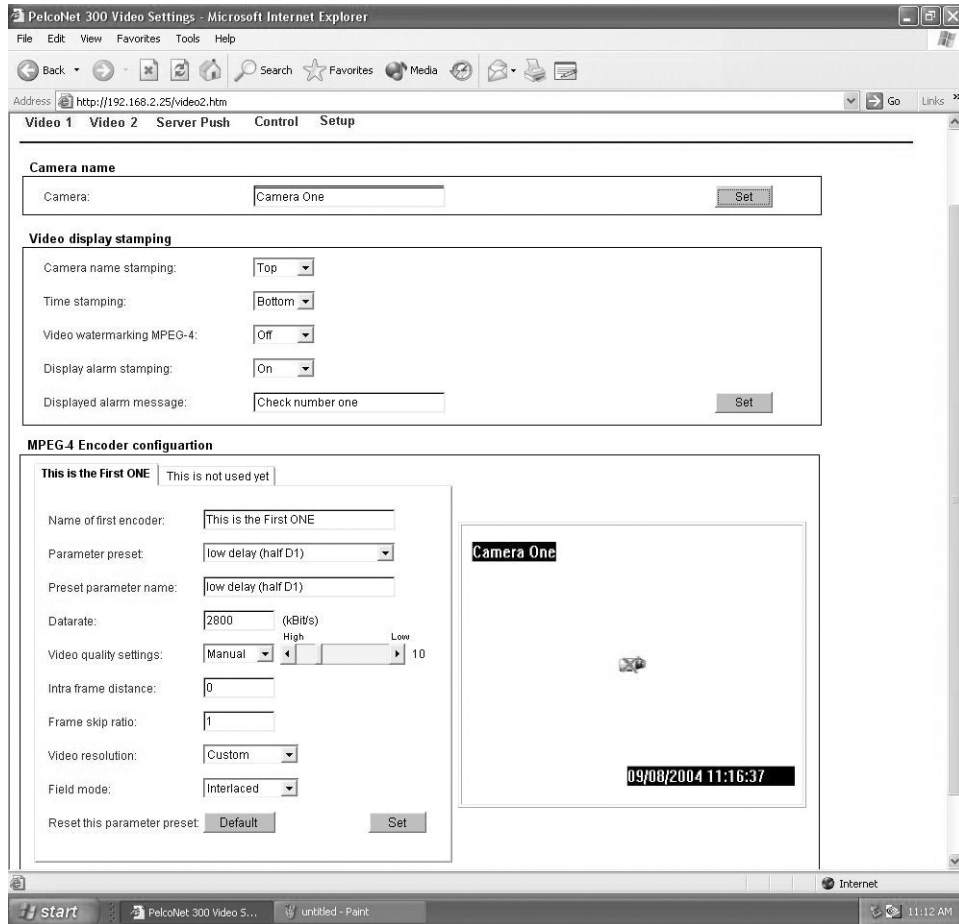 PelcoNet 300 Video Settings - Microsoft Internet Explorer
File Edit View Favorites Tools Help
Back Search Favorites Media
Address http://192.168.2.25/video2.htm Go Links »
Video 1 Video 2 Server Push Control Setup
Camera name
Camera: Camera One Set
Video display stamping
Camera name stamping: Top
Time stamping: Bottom
Video watermarking MPEG-4: Off
Display alarm stamping: On
Displayed alarm message: Check number one Set
MPEG-4 Encoder configuartion
This is the First ONE This is not used yet
Name of first encoder: This is the First ONE
Parameter preset: low delay (half D1)
Preset parameter name: low delay (half D1)
Datarate: 2800 (kBit/s)
High Low
Video quality settings: Manual 10
Intra frame distance: 0
Frame skip ratio: 1
Video resolution: Custom
Field mode: Interlaced
Reset this parameter preset: Default Set
Camera One
09/08/2004 11:16:37
Internet
start PelcoNet 300 Video S... untitled - Paint 11:12 AM